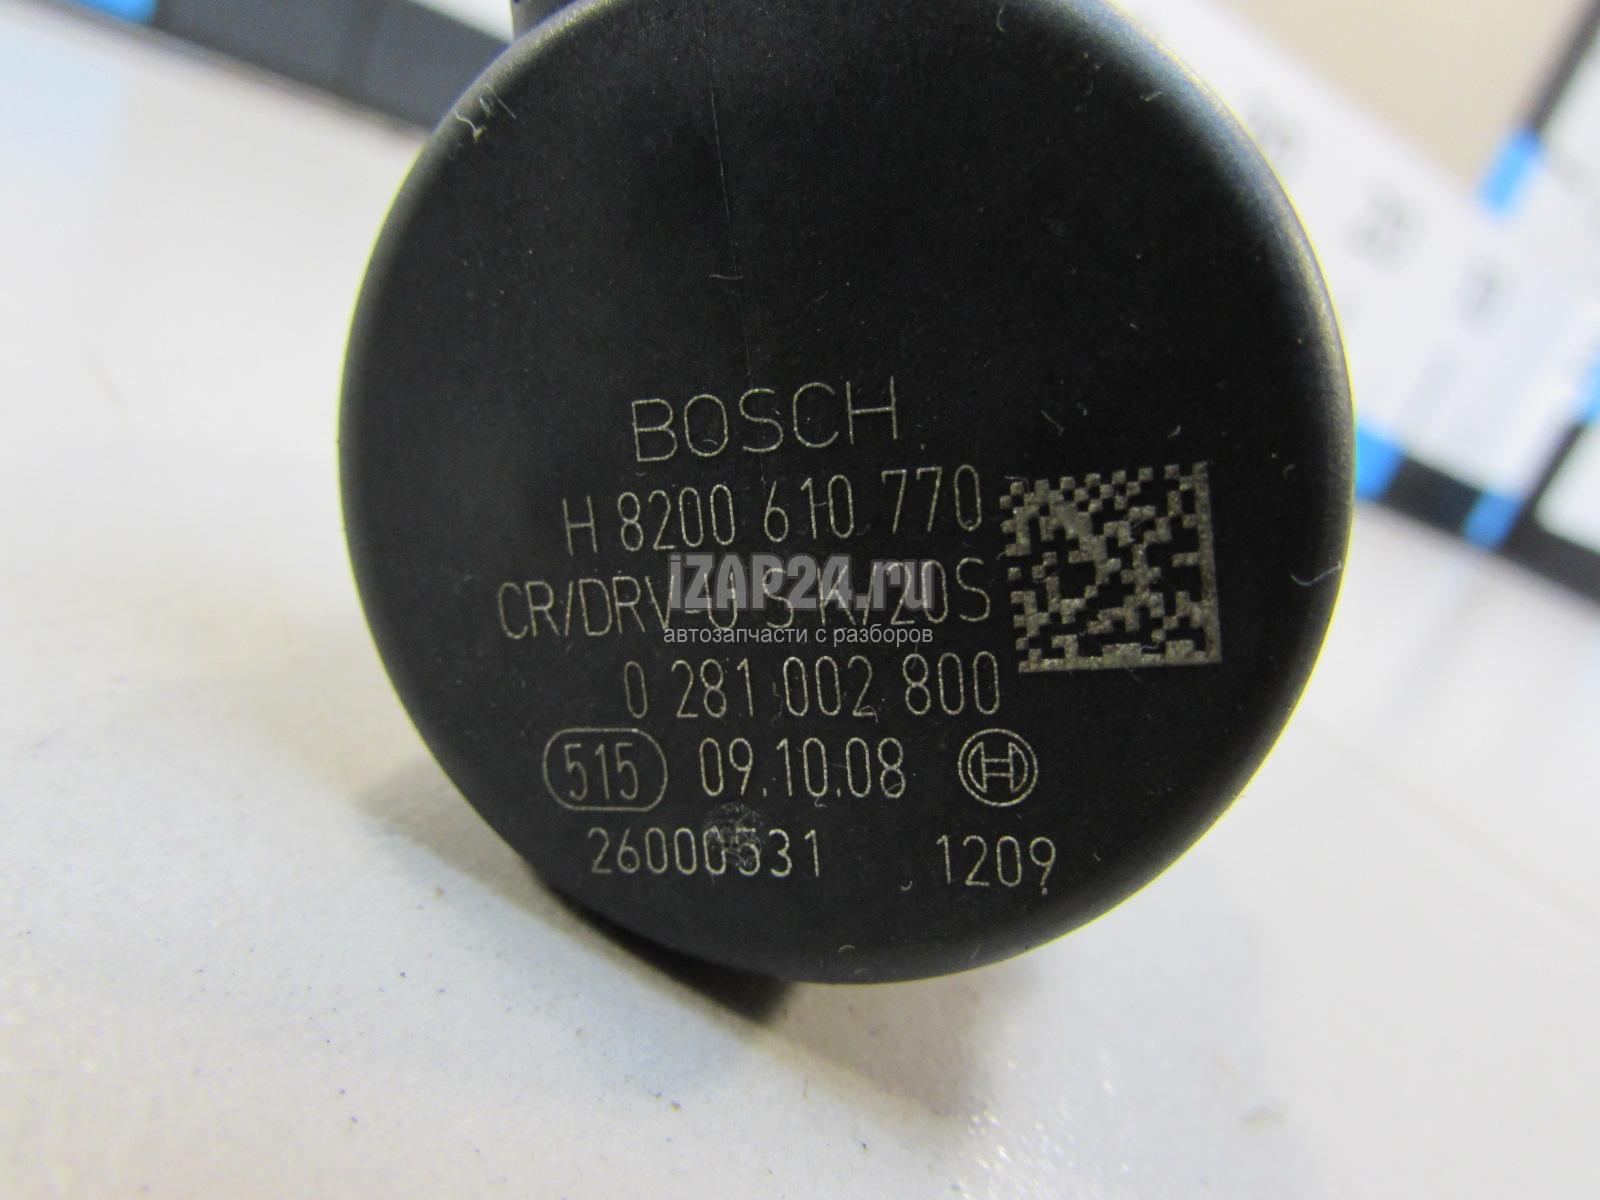 BOSCH
H 8200 610 770
CR/DRV-U S K/20S
iZAP24.ru
автозапчасти с разборов
0 281 002 800
515 09.10.08 H
26000531 1209